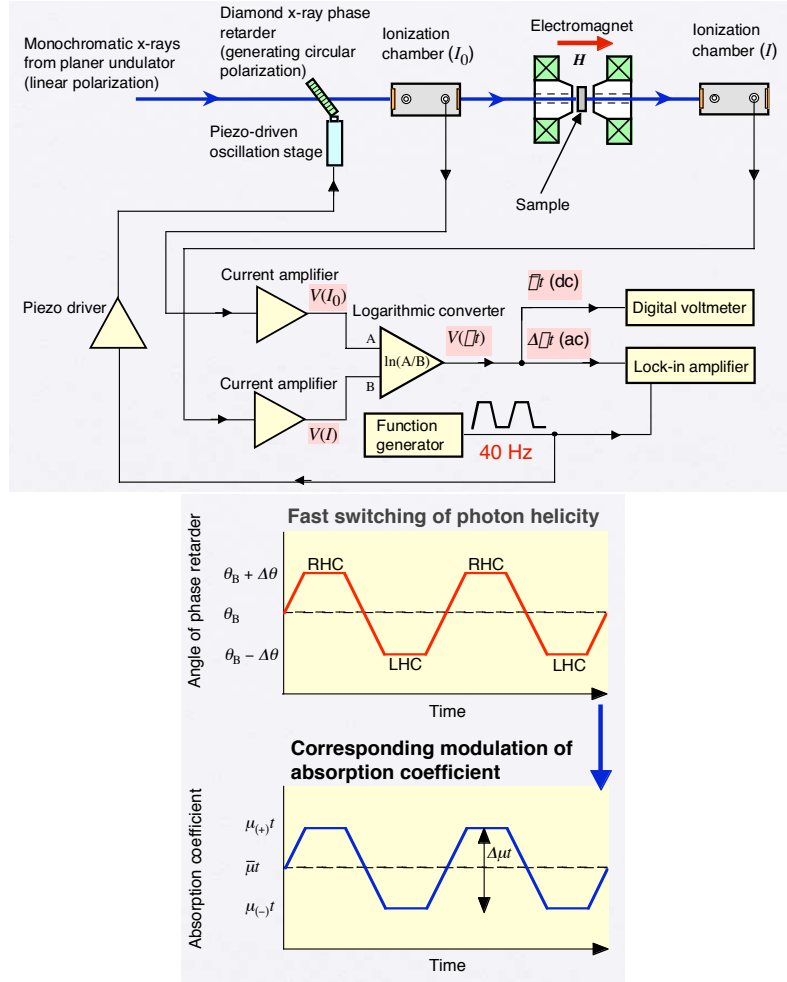 Monochromatic x-rays
from planer undulator
(linear polarization)
Diamond x-ray phase
retarder
(generating circular
polarization)
Ionization
chamber (I₀)
Electromagnet
H
Ionization
chamber (I)
Piezo-driven
oscillation stage
Sample
Piezo driver
Current amplifier
V(I₀)
Logarithmic converter
A
ln(A/B)
B
V(□t)
□̅t (dc)
Δ□t (ac)
Digital voltmeter
Lock-in amplifier
Current amplifier
V(I)
Function
generator
40 Hz
Fast switching of photon helicity
Angle of phase retarder
θB + Δθ
θB
θB − Δθ
RHC
RHC
LHC
LHC
Time
Corresponding modulation of
absorption coefficient
Absorption coefficient
μ(+)t
μ̅t
μ(−)t
Δμt
Time